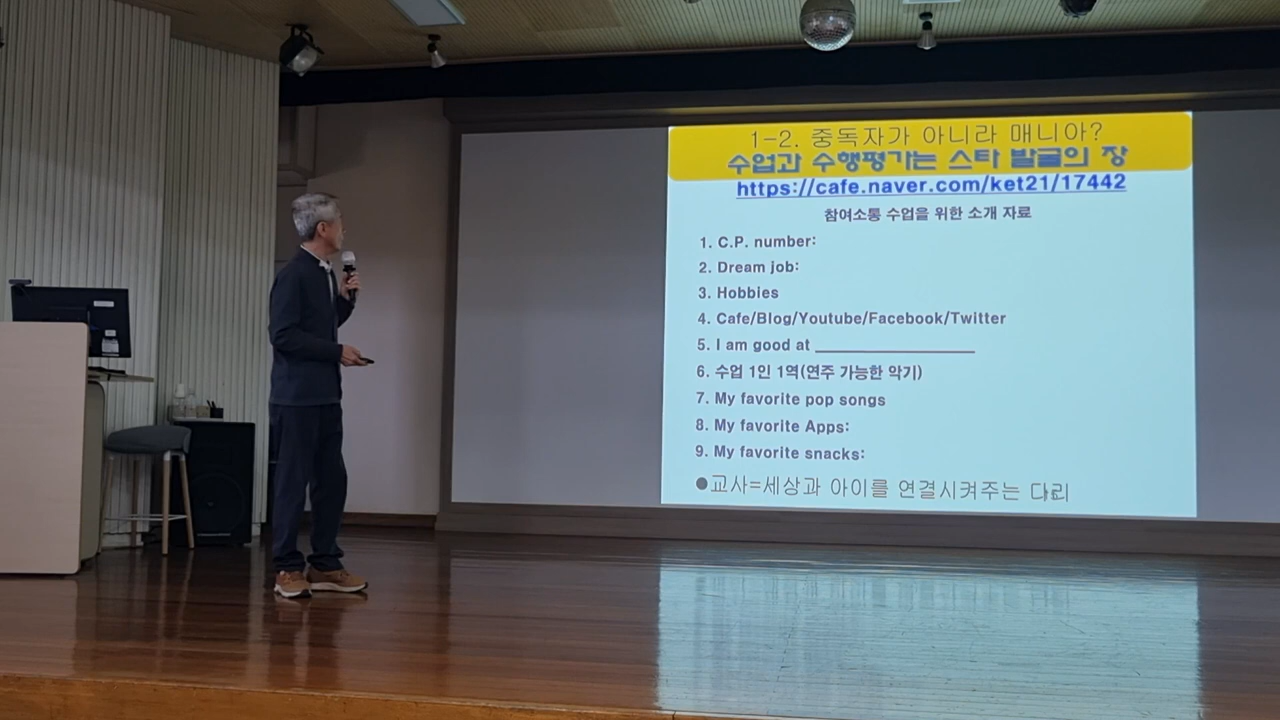 1-2. 중독자가 아니라 매니아?
수업과 수행평가는 스타 발굴의 장
https://cafe.naver.com/ket21/17442
참여소통 수업을 위한 소개 자료
1. C.P. number:
2. Dream job:
3. Hobbies
4. Cafe/Blog/Youtube/Facebook/Twitter
5. I am good at ____________________
6. 수업 1인 1역(연주 가능한 악기)
7. My favorite pop songs
8. My favorite Apps:
9. My favorite snacks:
●교사=세상과 아이를 연결시켜주는 다리